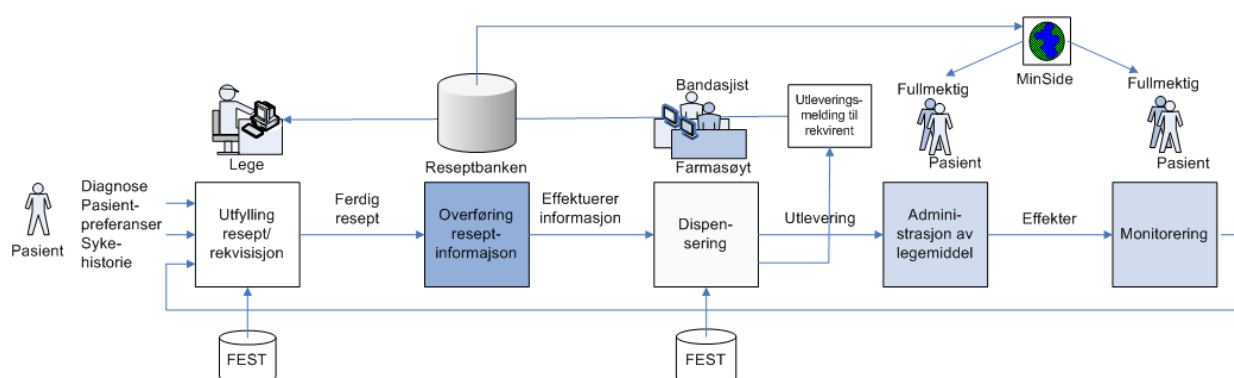 MinSide
Fullmektig
Pasient
Fullmektig
Pasient
Bandasjist
Farmasøyt
Utleverings-
melding til
rekvirent
Lege
Reseptbanken
Pasient
Diagnose
Pasient-
preferanser
Syke-
historie
Utfylling
resept/
rekvisisjon
Ferdig
resept
Overføring
resept-
informajson
Effektuerer
informasjon
Dispen-
sering
Utlevering
Admini-
strasjon av
legemiddel
Effekter
Monitorering
FEST
FEST